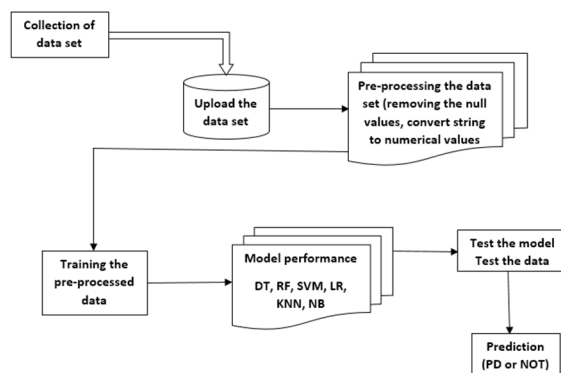 Collection of
data set
Upload the
data set
Pre-processing the data
set (removing the null
values, convert string
to numerical values
Training the
pre-processed
data
Model performance
DT, RF, SVM, LR,
KNN, NB
Test the model
Test the data
Prediction
(PD or NOT)